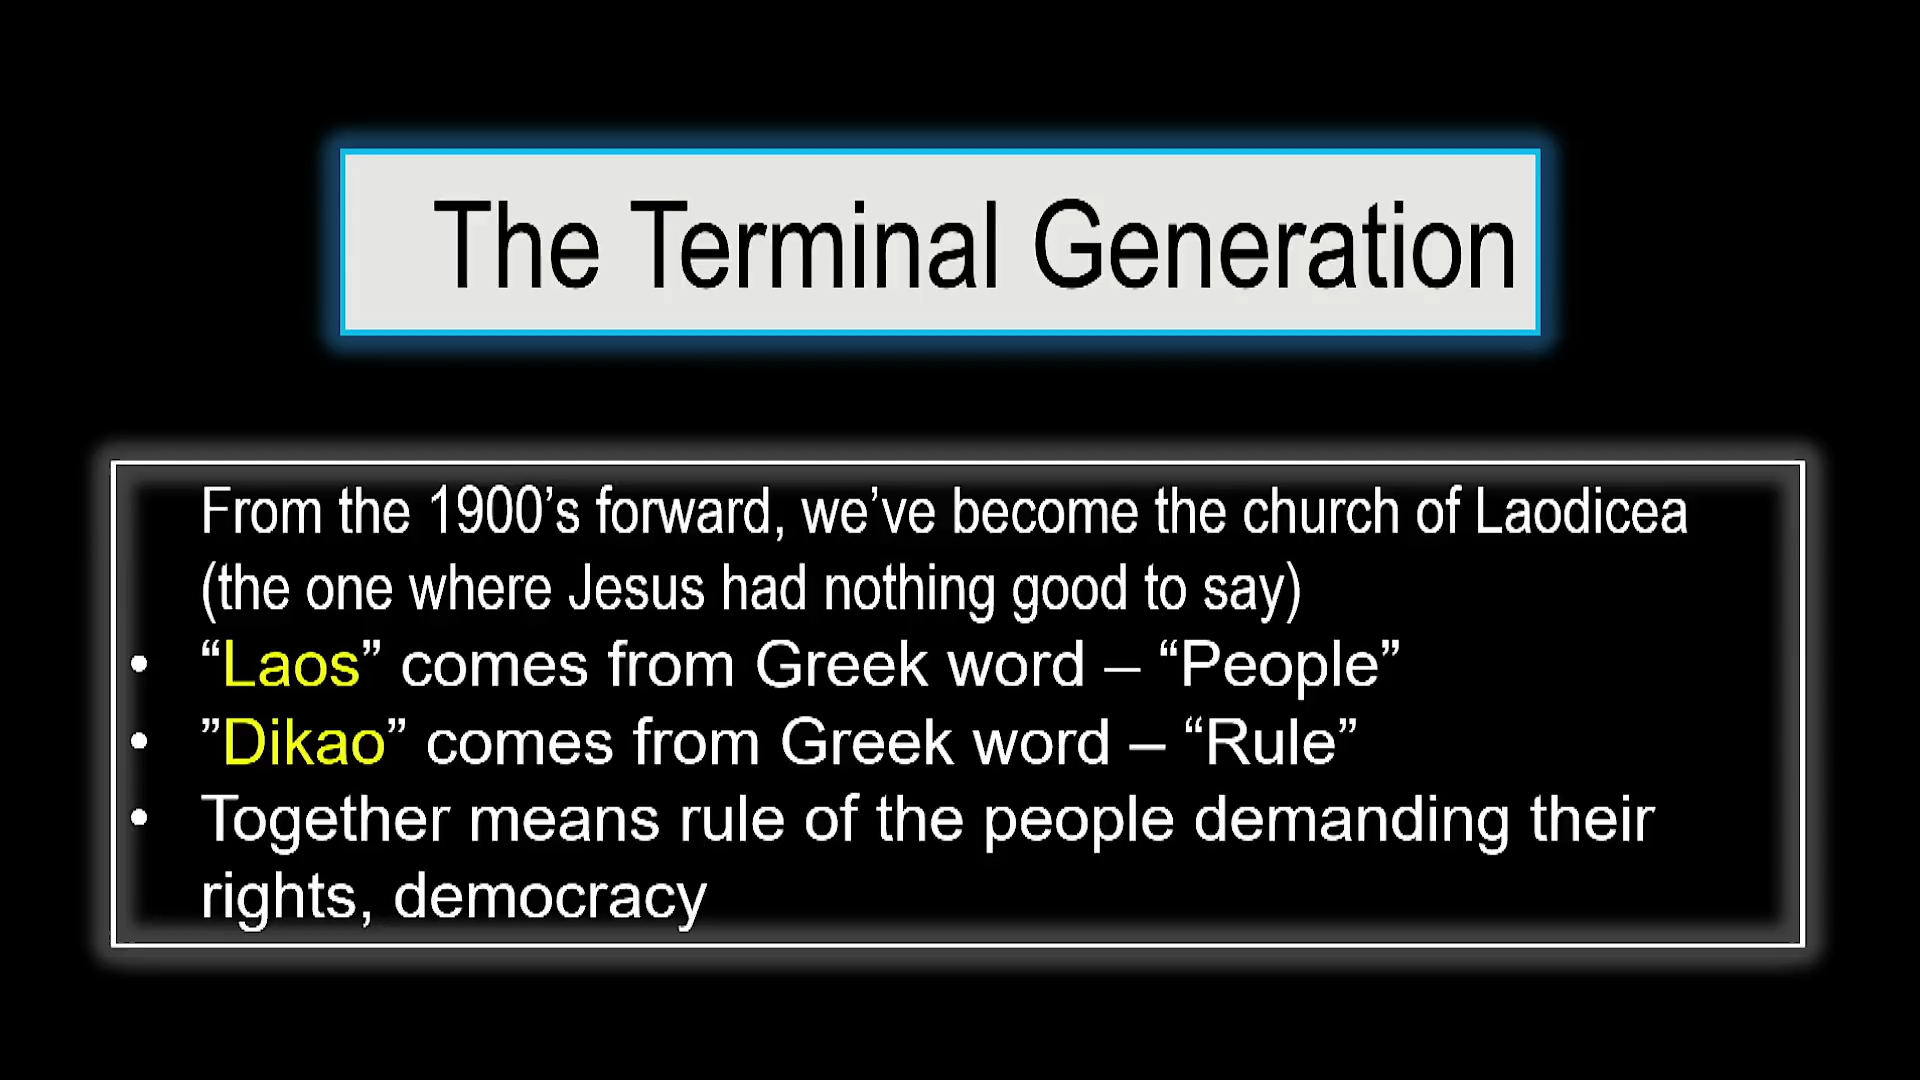 The Terminal Generation
From the 1900’s forward, we’ve become the church of Laodicea
(the one where Jesus had nothing good to say)
• “Laos” comes from Greek word – “People”
• ”Dikao” comes from Greek word – “Rule”
• Together means rule of the people demanding their
rights, democracy